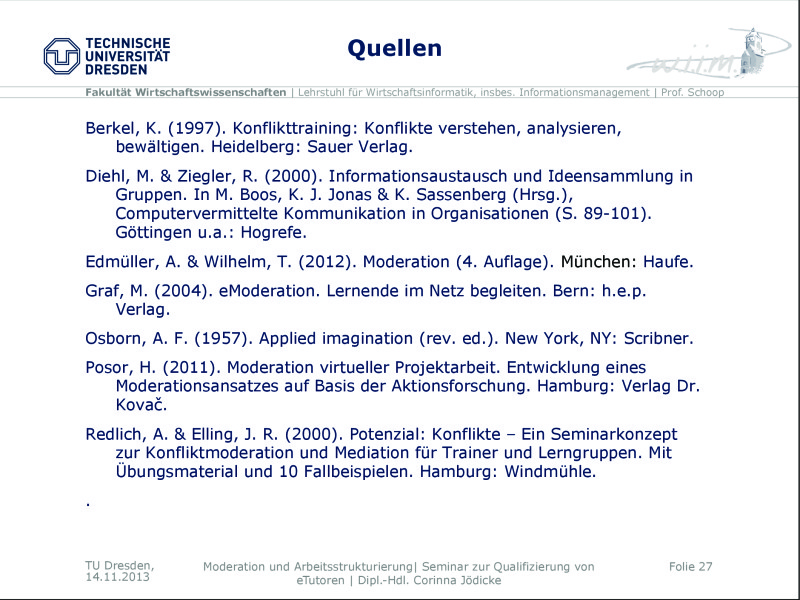 TECHNISCHE
UNIVERSITÄT
DRESDEN
Quellen
w.i.i.m.
Fakultät Wirtschaftswissenschaften | Lehrstuhl für Wirtschaftsinformatik, insbes. Informationsmanagement | Prof. Schoop
Berkel, K. (1997). Konflikttraining: Konflikte verstehen, analysieren,
bewältigen. Heidelberg: Sauer Verlag.
Diehl, M. & Ziegler, R. (2000). Informationsaustausch und Ideensammlung in
Gruppen. In M. Boos, K. J. Jonas & K. Sassenberg (Hrsg.),
Computervermittelte Kommunikation in Organisationen (S. 89-101).
Göttingen u.a.: Hogrefe.
Edmüller, A. & Wilhelm, T. (2012). Moderation (4. Auflage). München: Haufe.
Graf, M. (2004). eModeration. Lernende im Netz begleiten. Bern: h.e.p.
Verlag.
Osborn, A. F. (1957). Applied imagination (rev. ed.). New York, NY: Scribner.
Posor, H. (2011). Moderation virtueller Projektarbeit. Entwicklung eines
Moderationsansatzes auf Basis der Aktionsforschung. Hamburg: Verlag Dr.
Kovač.
Redlich, A. & Elling, J. R. (2000). Potenzial: Konflikte – Ein Seminarkonzept
zur Konfliktmoderation und Mediation für Trainer und Lerngruppen. Mit
Übungsmaterial und 10 Fallbeispielen. Hamburg: Windmühle.
.
TU Dresden,
14.11.2013
Moderation und Arbeitsstrukturierung| Seminar zur Qualifizierung von
eTutoren | Dipl.-Hdl. Corinna Jödicke
Folie 27